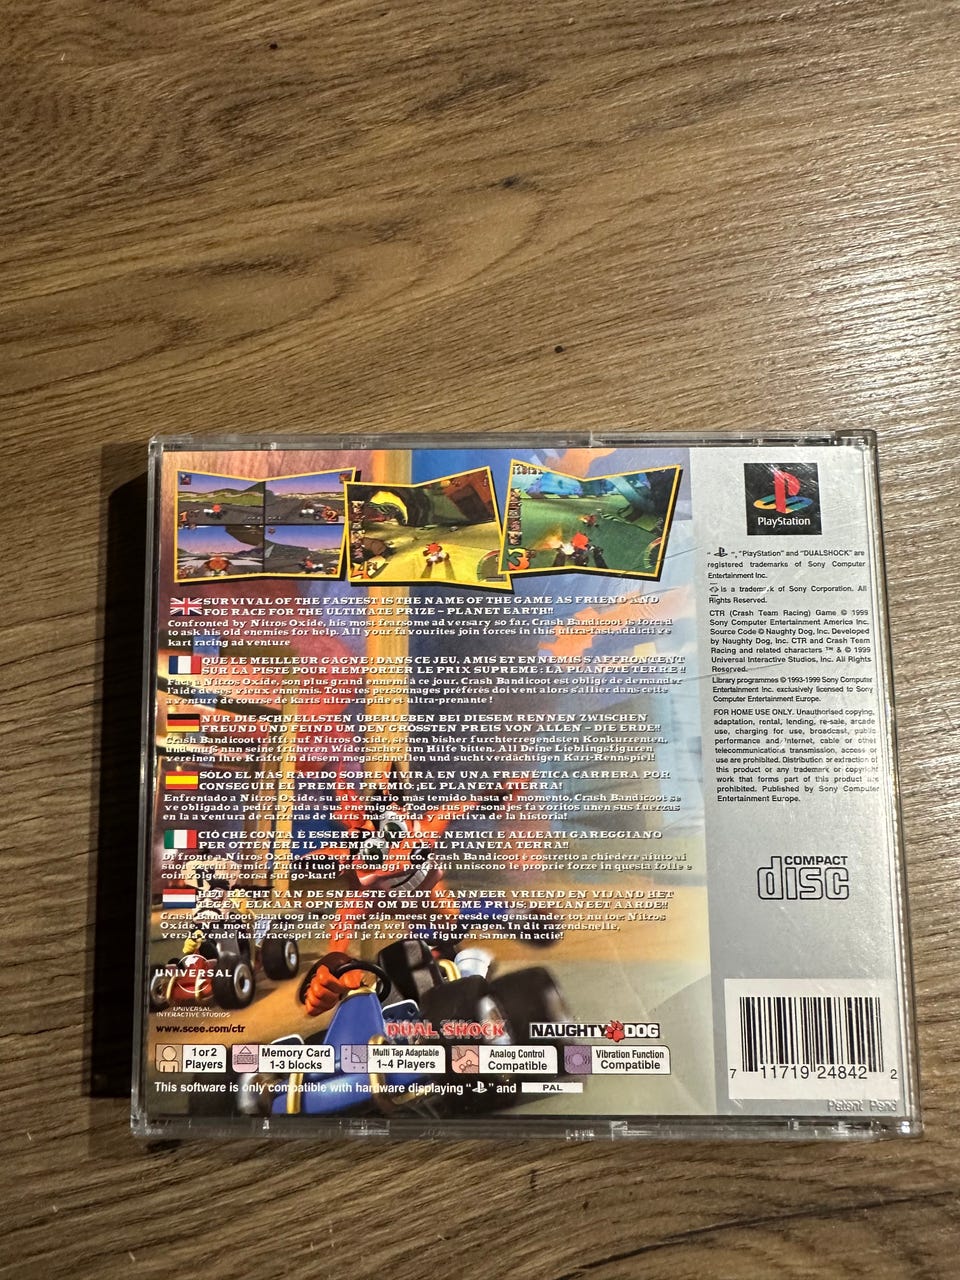 SURVIVAL OF THE FASTEST IS THE NAME OF THE GAME AS FRIEND AND
FOE RACE FOR THE ULTIMATE PRIZE – PLANET EARTH!!
Confronted by Nitros Oxide, his most fearsome adversary so far, Crash Bandicoot is forced
to ask his old enemies for help. All your favourites join forces in this ultra-fast addictive
kart racing adventure
QUE LE MEILLEUR GAGNE! DANS CE JEU, AMIS ET ENNEMIS S'AFFRONTENT
SUR LA PISTE POUR REMPORTER LE PRIX SUPREME: LA PLANETE TERRE!!
Face à Nitros Oxide, son plus grand ennemi à ce jour, Crash Bandicoot est obligé de demander
l'aide de ses vieux ennemis. Tous tes personnages préférés doivent alors s'allier dans cette
aventure de course de karts ultra-rapide et ultra-prenante!
NUR DIE SCHNELLSTEN ÜBERLEBEN BEI DIESEM RENNEN ZWISCHEN
FREUND UND FEIND UM DEN GRÖSSTEN PREIS VON ALLEN – DIE ERDE!!
Crash Bandicoot trifft auf Nitros Oxide, seinen bisher furchterregendsten Konkurrenten,
und muß nun seine früheren Widersacher um Hilfe bitten. All Deine Lieblingsfiguren
vereinen Ihre Kräfte in diesem megaschnellen und sucht verdächtigen Kart-Rennspiel!
SÓLO EL MÁS RÁPIDO SOBREVIVIRA EN UNA FRENÉTICA CARRERA POR
CONSEGUIR EL PREMER PREMIO: ¡EL PLANETA TIERRA!
Enfrentado a Nitros Oxide, su adversario más temido hasta el momento, Crash Bandicoot se
ve obligado a pedir ayuda a sus enemigos. ¡Todos tus personajes favoritos unen sus fuerzas
en la aventura de carreras de karts más rápida y adictiva de la historia!
CIÒ CHE CONTA È ESSERE PIÙ VELOCE. NEMICI E ALLEATI GAREGGIANO
PER OTTENERE IL PREMIO FINALE: IL PIANETA TERRA!!
Di fronte a Nitros Oxide, suo acerrimo nemico, Crash Bandicoot è costretto a chiedere aiuto ai
suoi vecchi nemici. Tutti i tuoi personaggi preferiti uniscono le proprie forze in questa folle e
coinvolgente corsa sui go-kart!
HET RECHT VAN DE SNELSTE GELDT WANNEER VRIEND EN VIJAND HET
TEGEN ELKAAR OPNEMEN OM DE ULTIEME PRIJS: DEPLANEET AARDE!!
Crash Bandicoot staat oog in oog met zijn meest gevreesde tegenstander tot nu toe: Nitros
Oxide. Nu moet hij zijn oude vijanden wel om hulp vragen. In dit razendsnelle,
verslavende kart-racespel zie je al je favoriete figuren samen in actie!
UNIVERSAL
UNIVERSAL
INTERACTIVE STUDIOS
www.scee.com/ctr
DUAL SHOCK
NAUGHTY DOG
1 or 2
Players
Memory Card
1-3 blocks
Multi Tap Adaptable
1–4 Players
Analog Control
Compatible
Vibration Function
Compatible
This software is only compatible with hardware displaying " " and PAL
PlayStation
" ", "PlayStation" and "DUALSHOCK" are
registered trademarks of Sony Computer
Entertainment Inc.
is a trademark of Sony Corporation. All
Rights Reserved.
CTR (Crash Team Racing) Game © 1999
Sony Computer Entertainment America Inc.
Source Code © Naughty Dog, Inc. Developed
by Naughty Dog, Inc. CTR and Crash Team
Racing and related characters ™ & © 1999
Universal Interactive Studios, Inc. All Rights
Reserved.
Library programmes © 1993-1999 Sony Computer
Entertainment Inc. exclusively licensed to Sony
Computer Entertainment Europe.
FOR HOME USE ONLY. Unauthorised copying,
adaptation, rental, lending, re-sale, arcade
use, charging for use, broadcast, public
performance and internet, cable or other
telecommunications transmission, access or
use are prohibited. Distribution or extraction of
this product or any trademark or copyright
work that forms part of this product are
prohibited. Published by Sony Computer
Entertainment Europe.
COMPACT
disc
7 11719 24842 2
Patent Pend